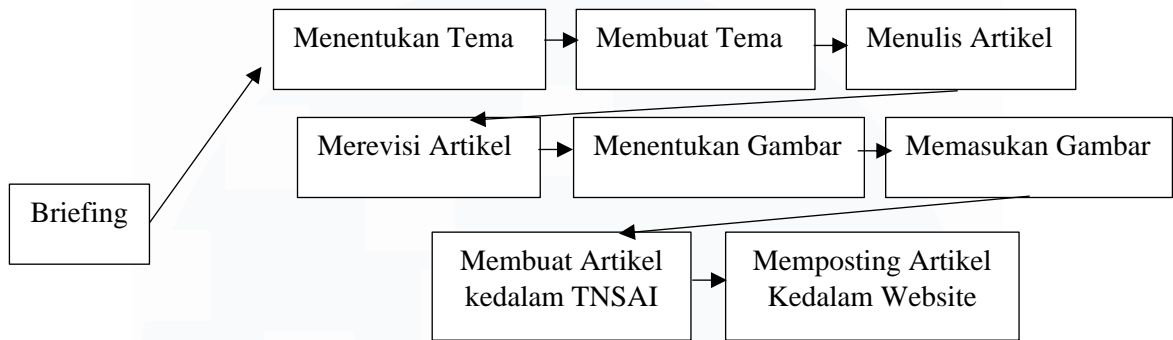 Menentukan Tema
Membuat Tema
Menulis Artikel
Merevisi Artikel
Menentukan Gambar
Memasukan Gambar
Briefing
Membuat Artikel
kedalam TNSAI
Memposting Artikel
Kedalam Website